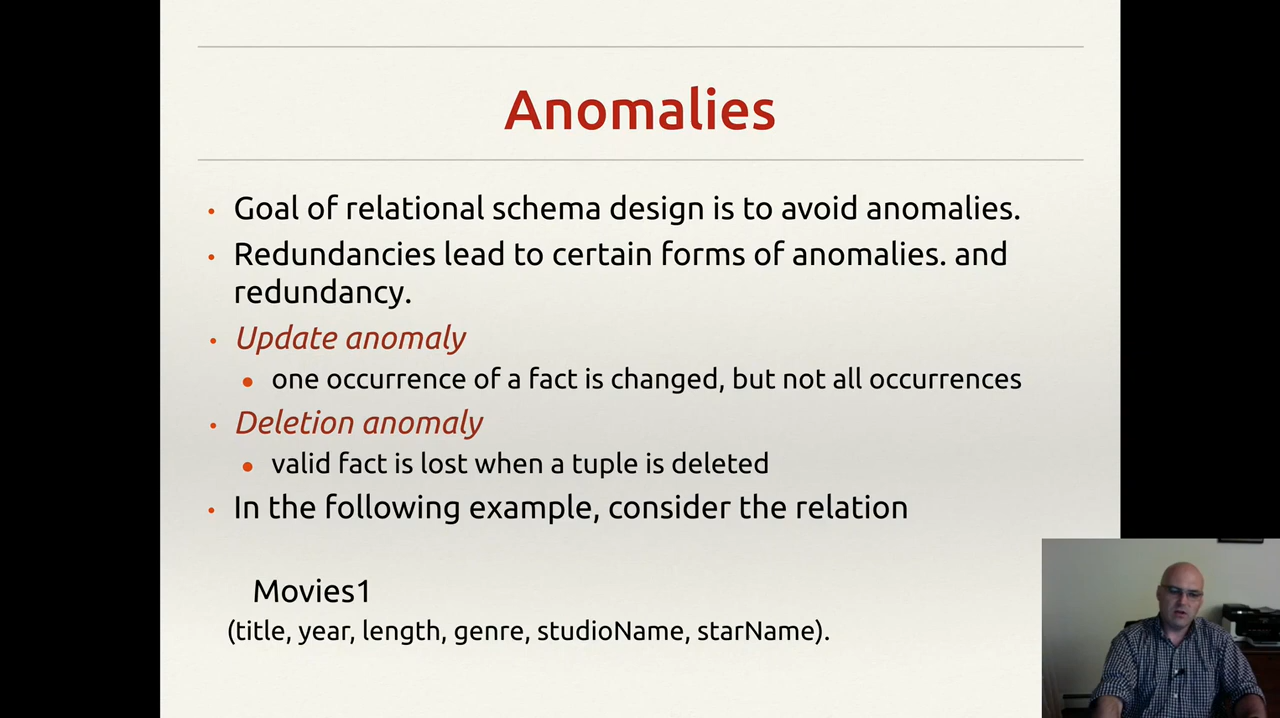 Anomalies
• Goal of relational schema design is to avoid anomalies.
• Redundancies lead to certain forms of anomalies. and
redundancy.
• Update anomaly
• one occurrence of a fact is changed, but not all occurrences
• Deletion anomaly
• valid fact is lost when a tuple is deleted
• In the following example, consider the relation
Movies1
(title, year, length, genre, studioName, starName).